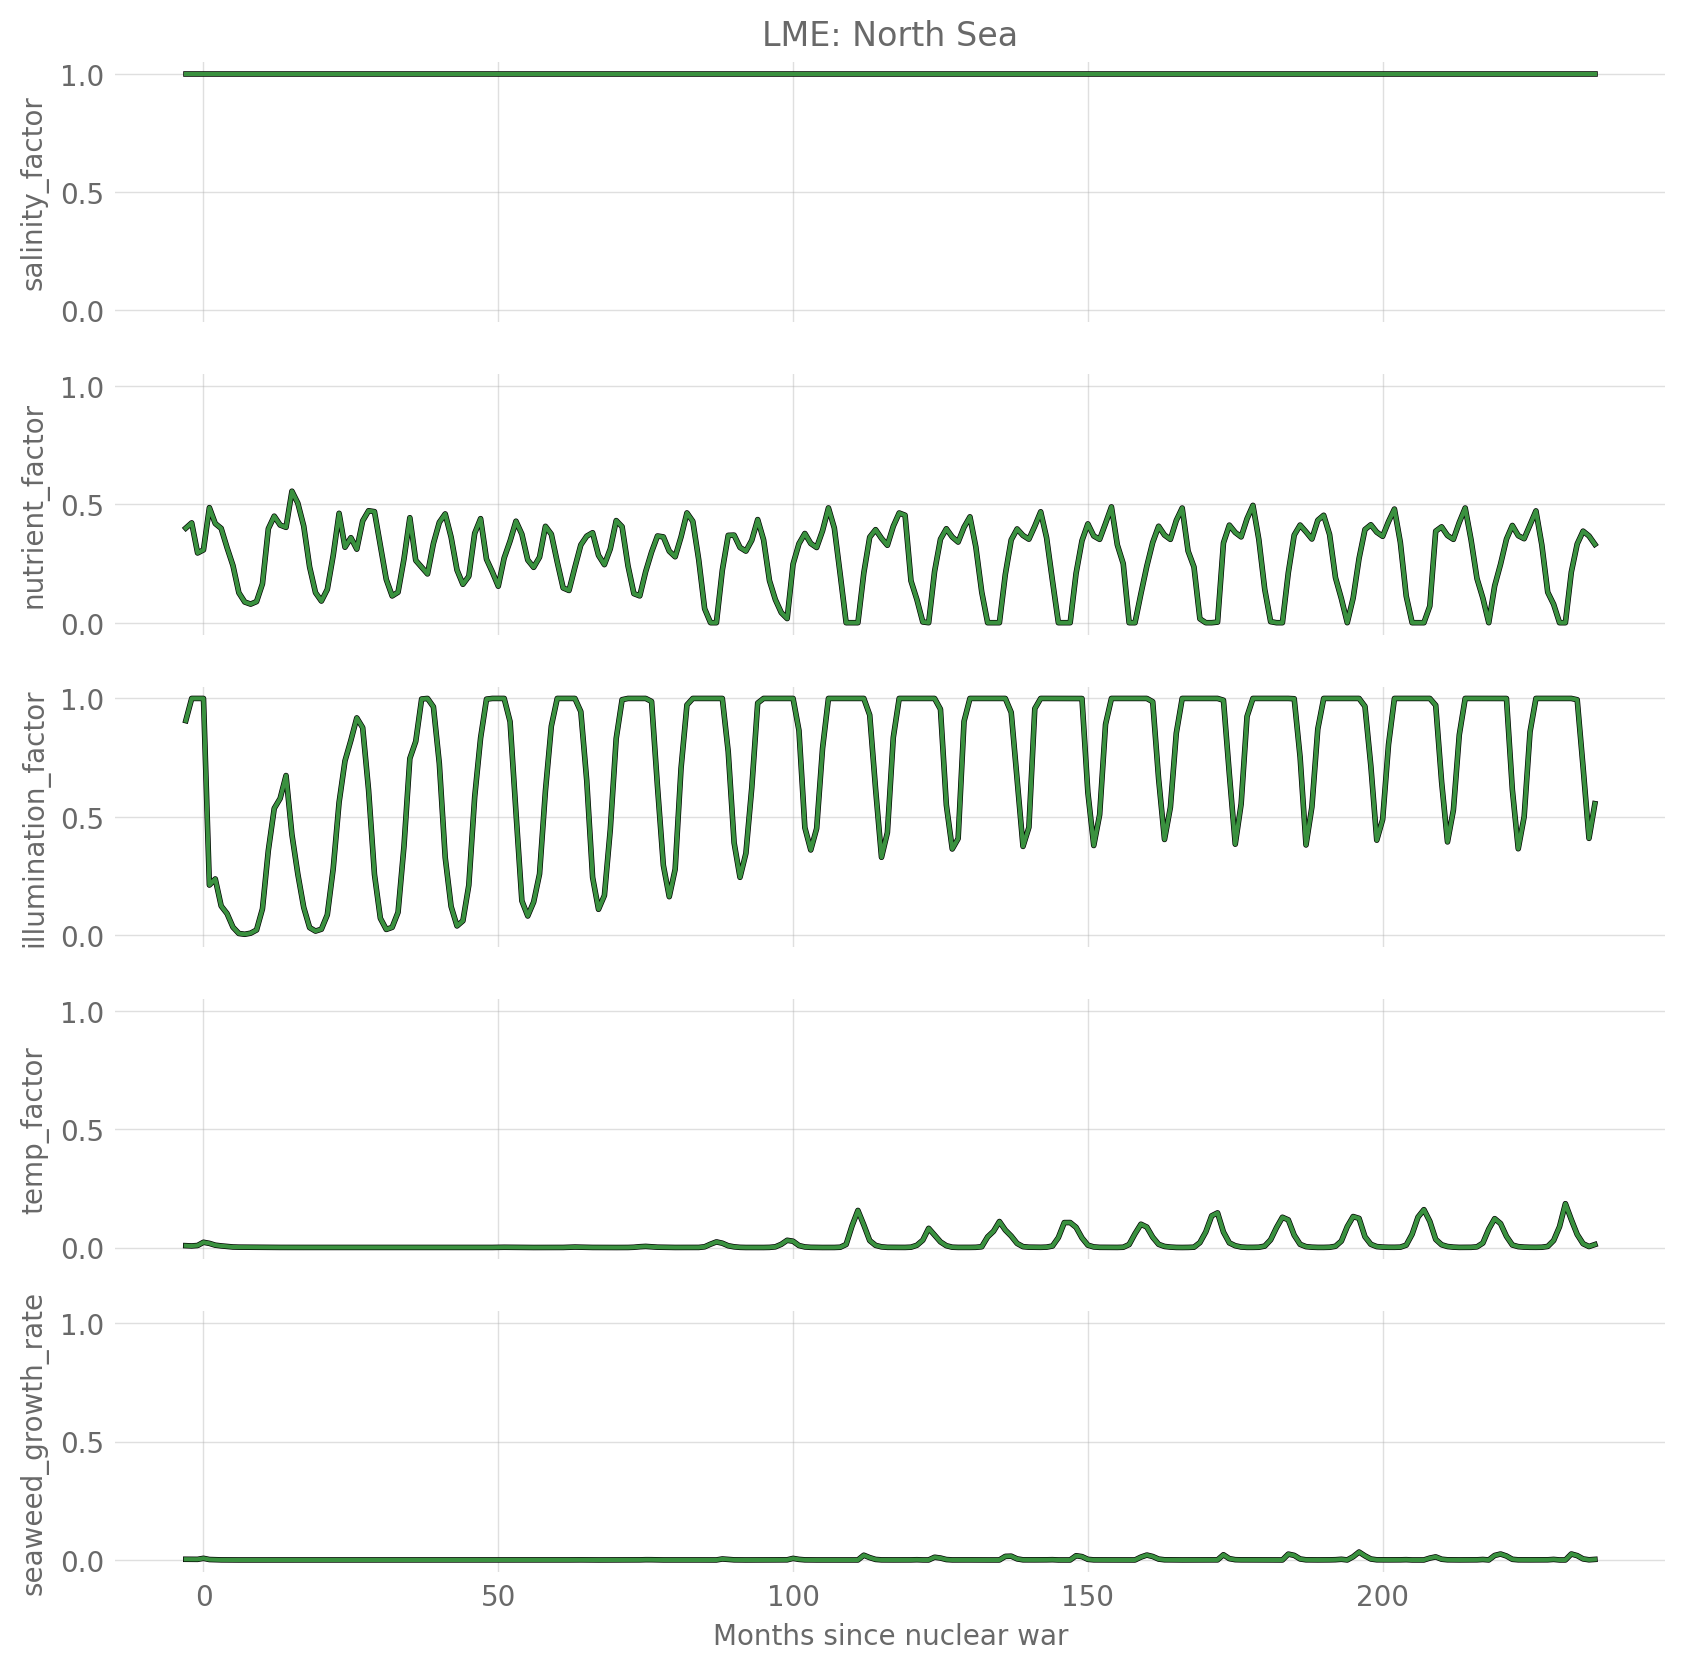 LME: North Sea
salinity_factor
1.0
0.5
0.0
nutrient_factor
1.0
0.5
0.0
illumination_factor
1.0
0.5
0.0
temp_factor
1.0
0.5
0.0
seaweed_growth_rate
1.0
0.5
0.0
0 50 100 150 200
Months since nuclear war